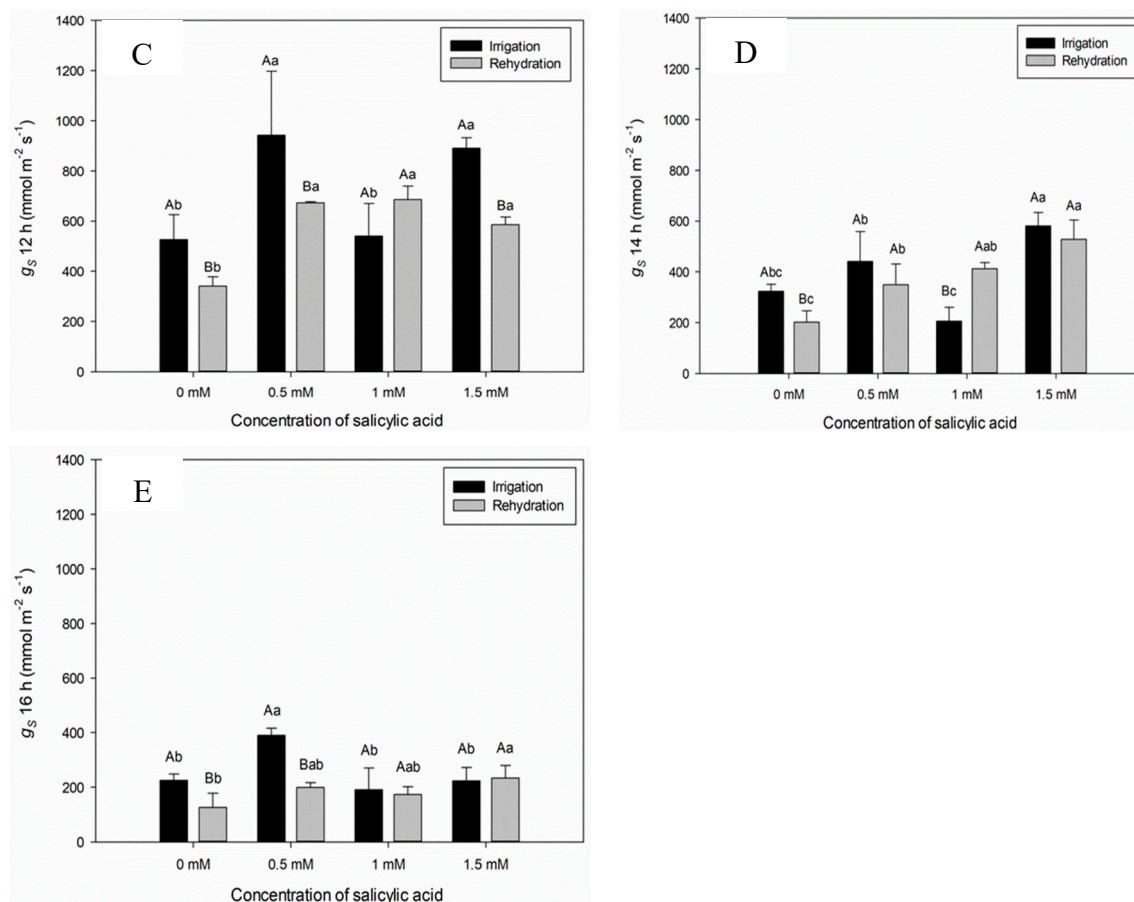 C
Irrigation
Rehydration
1400
1200
1000
800
600
400
200
0
gS 12 h (mmol m-2 s-1)
Ab
Bb
Aa
Ba
Ab
Aa
Aa
Ba
0 mM
0.5 mM
1 mM
1.5 mM
Concentration of salicylic acid
D
Irrigation
Rehydration
1400
1200
1000
800
600
400
200
0
gS 14 h (mmol m-2 s-1)
Abc
Bc
Ab
Ab
Bc
Aab
Aa
Aa
0 mM
0.5 mM
1 mM
1.5 mM
Concentration of salicylic acid
E
Irrigation
Rehydration
1400
1200
1000
800
600
400
200
0
gS 16 h (mmol m-2 s-1)
Ab
Bb
Aa
Bab
Ab
Aab
Ab
Aa
0 mM
0.5 mM
1 mM
1.5 mM
Concentration of salicylic acid